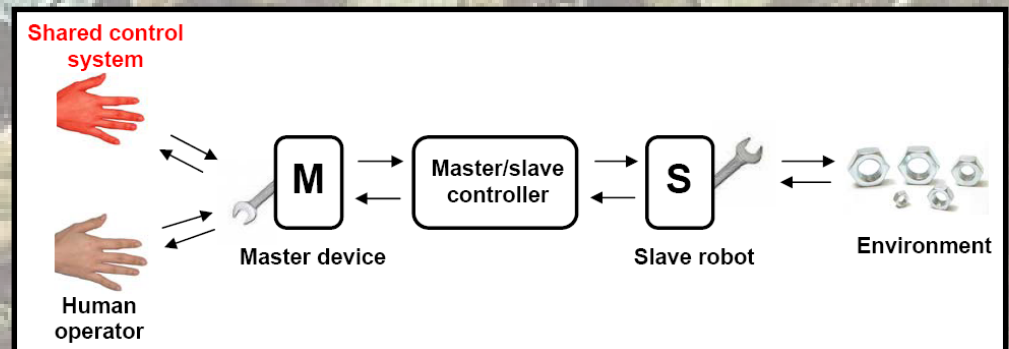 Shared control
system
M
Master/slave
controller
S
Master device
Slave robot
Environment
Human
operator